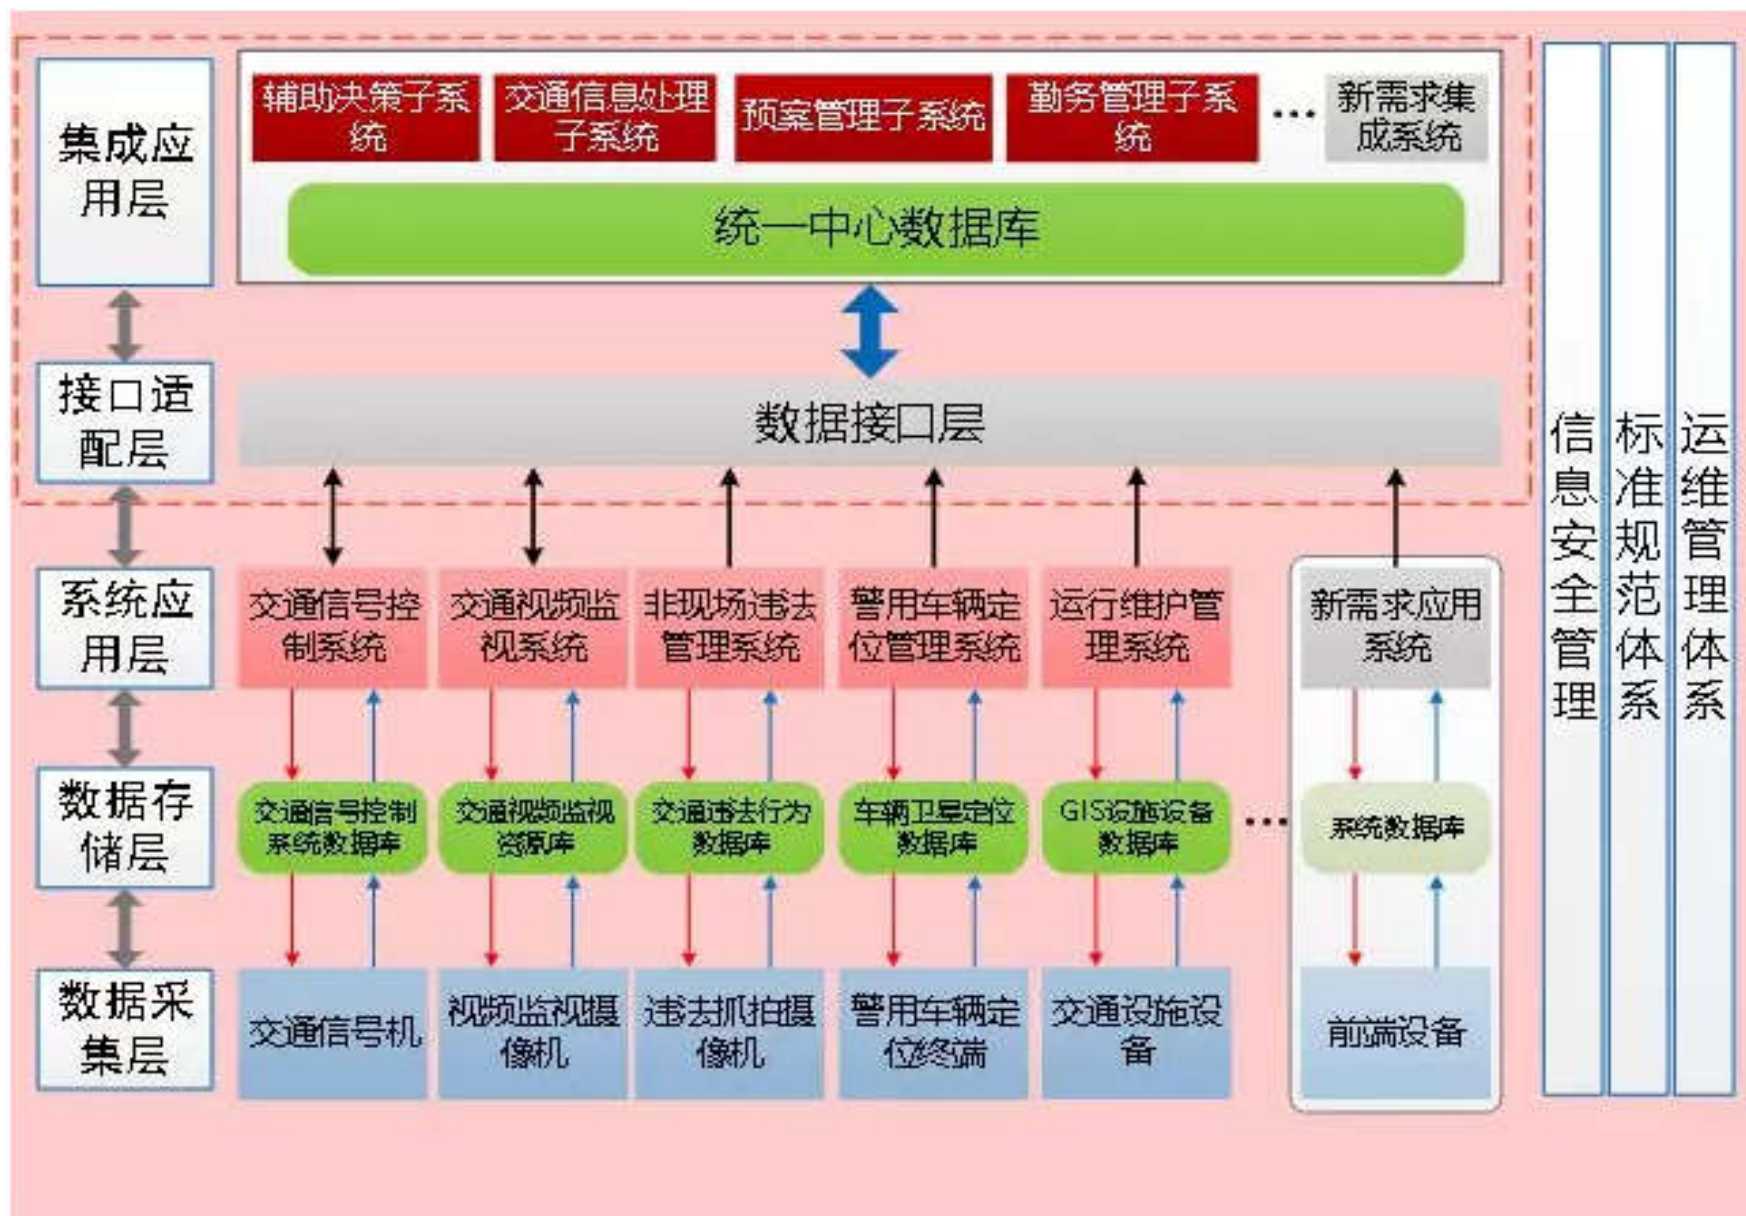 集成应
用层
辅助决策子系
统
交通信息处理
子系统
预案管理子系统
勤务管理子系
统
...
新需求集
成系统
统一中心数据库
接口适
配层
数据接口层
系统应
用层
交通信号控
制系统
交通视频监
视系统
非现场违法
管理系统
警用车辆定
位管理系统
运行维护管
理系统
新需求应用
系统
数据存
储层
交通信号控制
系统数据库
交通视频监视
资源库
交通违法行为
数据库
车辆卫星定位
数据库
GIS设施设备
数据库
...
系统数据库
数据采
集层
交通信号机
视频监视摄
像机
违法抓拍摄
像机
警用车辆定
位终端
交通设施设
备
前端设备
信息安全管理
标准规范体系
运维管理体系